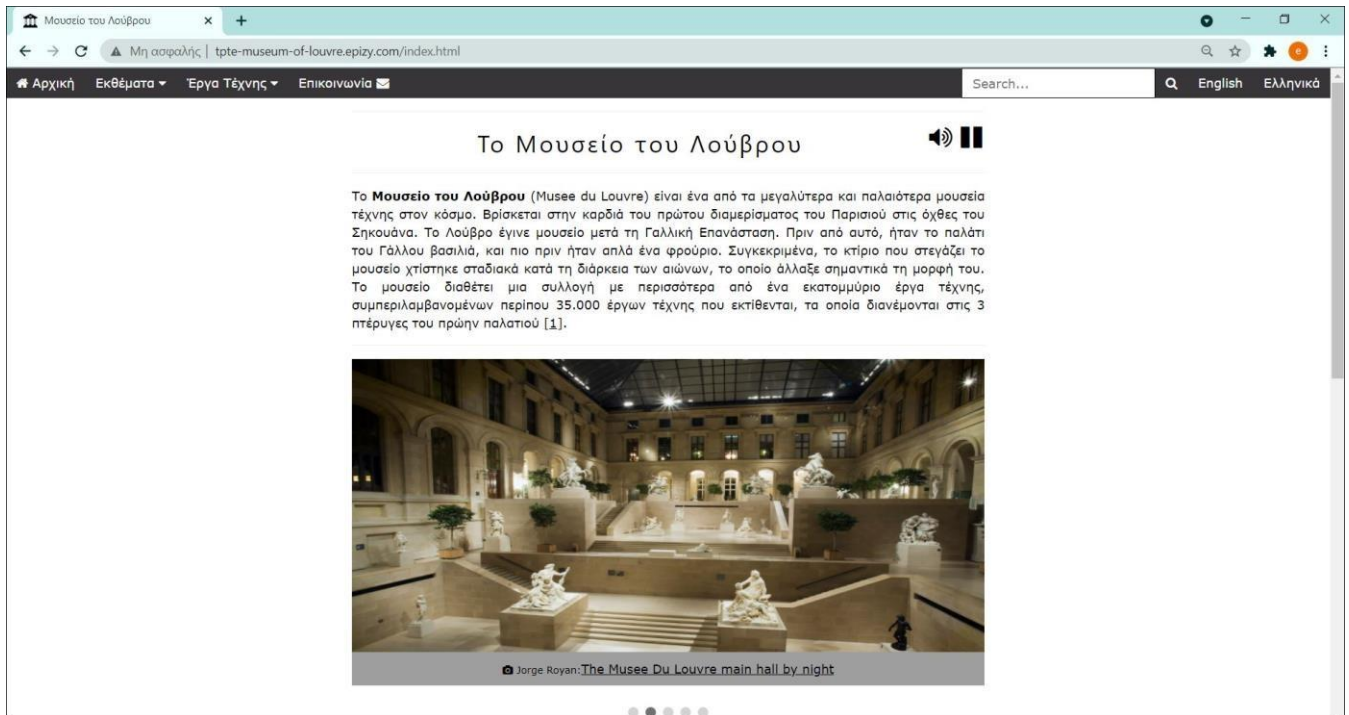 Μουσείο του Λούβρου
Μη ασφαλής | tpte-museum-of-louvre.epizy.com/index.html
e
Αρχική Εκθέματα Έργα Τέχνης Επικοινωνία Search... English Ελληνικά
Το Μουσείο του Λούβρου
Το Μουσείο του Λούβρου (Musee du Louvre) είναι ένα από τα μεγαλύτερα και παλαιότερα μουσεία
τέχνης στον κόσμο. Βρίσκεται στην καρδιά του πρώτου διαμερίσματος του Παρισιού στις όχθες του
Σηκουάνα. Το Λούβρο έγινε μουσείο μετά τη Γαλλική Επανάσταση. Πριν από αυτό, ήταν το παλάτι
του Γάλλου βασιλιά, και πιο πριν ήταν απλά ένα φρούριο. Συγκεκριμένα, το κτίριο που στεγάζει το
μουσείο χτίστηκε σταδιακά κατά τη διάρκεια των αιώνων, το οποίο άλλαξε σημαντικά τη μορφή του.
Το μουσείο διαθέτει μια συλλογή με περισσότερα από ένα εκατομμύριο έργα τέχνης,
συμπεριλαμβανομένων περίπου 35.000 έργων τέχνης που εκτίθενται, τα οποία διανέμονται στις 3
πτέρυγες του πρώην παλατιού [1].
Jorge Royan:The Musee Du Louvre main hall by night